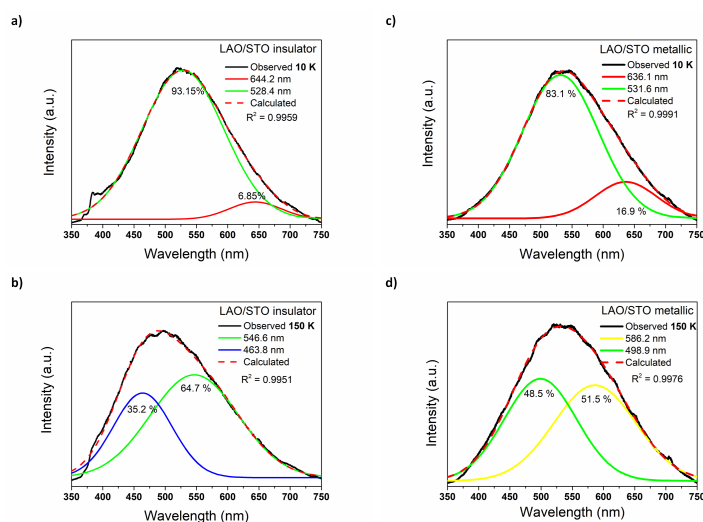 a)
LAO/STO insulator
Observed 10 K
644.2 nm
528.4 nm
Calculated
R² = 0.9959
93.15%
6.85%
Intensity (a.u.)
350 400 450 500 550 600 650 700 750
Wavelength (nm)
c)
LAO/STO metallic
Observed 10 K
636.1 nm
531.6 nm
Calculated
R² = 0.9991
83.1 %
16.9 %
Intensity (a.u.)
350 400 450 500 550 600 650 700 750
Wavelength (nm)
b)
LAO/STO insulator
Observed 150 K
546.6 nm
463.8 nm
Calculated
R² = 0.9951
64.7 %
35.2 %
Intensity (a.u.)
350 400 450 500 550 600 650 700 750
Wavelength (nm)
d)
LAO/STO metallic
Observed 150 K
586.2 nm
498.9 nm
Calculated
R² = 0.9976
48.5 %
51.5 %
Intensity (a.u.)
350 400 450 500 550 600 650 700 750
Wavelength (nm)